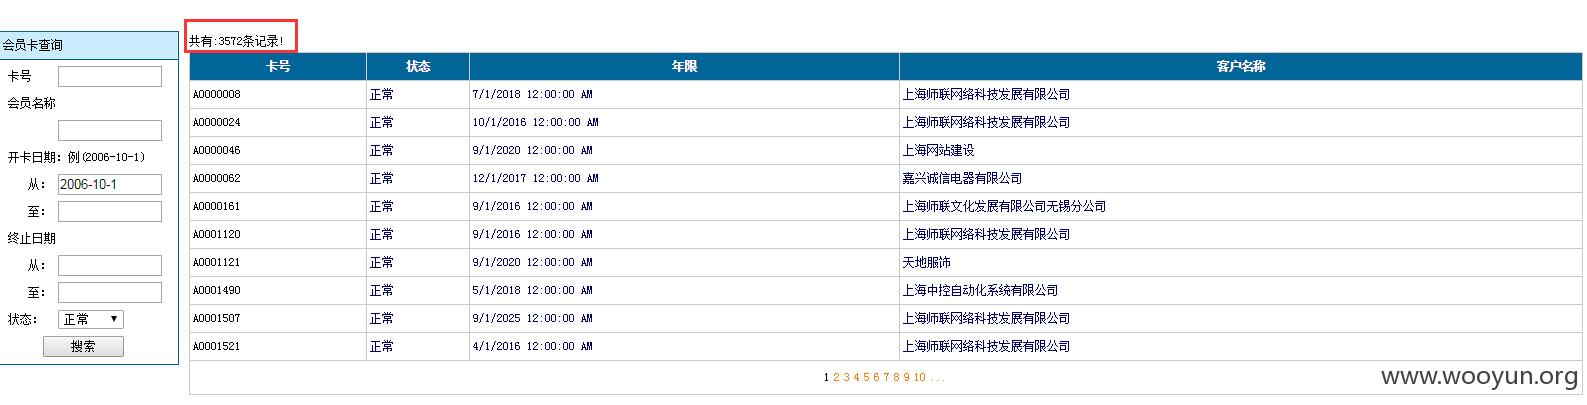 共有:3572条记录!
会员卡查询
卡号
会员名称
开卡日期: 例(2006-10-1)
从: 2006-10-1
至:
终止日期
从:
至:
状态: 正常
搜索
卡号 状态 年限 客户名称
A0000008 正常 7/1/2018 12:00:00 AM 上海师联网络科技发展有限公司
A0000024 正常 10/1/2016 12:00:00 AM 上海师联网络科技发展有限公司
A0000046 正常 9/1/2020 12:00:00 AM 上海网站建设
A0000062 正常 12/1/2017 12:00:00 AM 嘉兴诚信电器有限公司
A0000161 正常 9/1/2016 12:00:00 AM 上海师联文化发展有限公司无锡分公司
A0001120 正常 9/1/2016 12:00:00 AM 上海师联网络科技发展有限公司
A0001121 正常 9/1/2020 12:00:00 AM 天地服饰
A0001490 正常 5/1/2018 12:00:00 AM 上海中控自动化系统有限公司
A0001507 正常 9/1/2025 12:00:00 AM 上海师联网络科技发展有限公司
A0001521 正常 4/1/2016 12:00:00 AM 上海师联网络科技发展有限公司
1 2 3 4 5 6 7 8 9 10 ...
www.wooyun.org